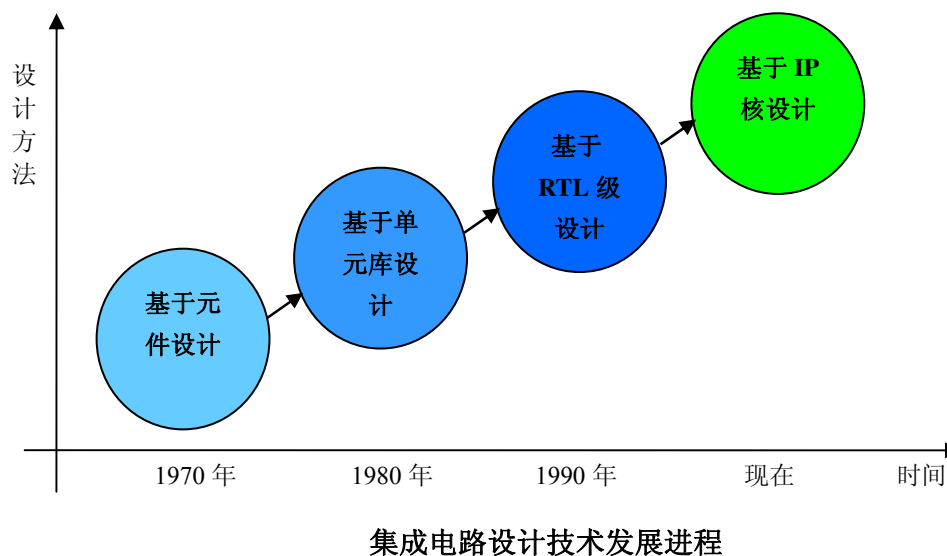 设
计
方
法
基于元
件设计
基于单
元库设
计
基于
RTL 级
设计
基于 IP
核设计
1970 年
1980 年
1990 年
现在
时间
集成电路设计技术发展进程